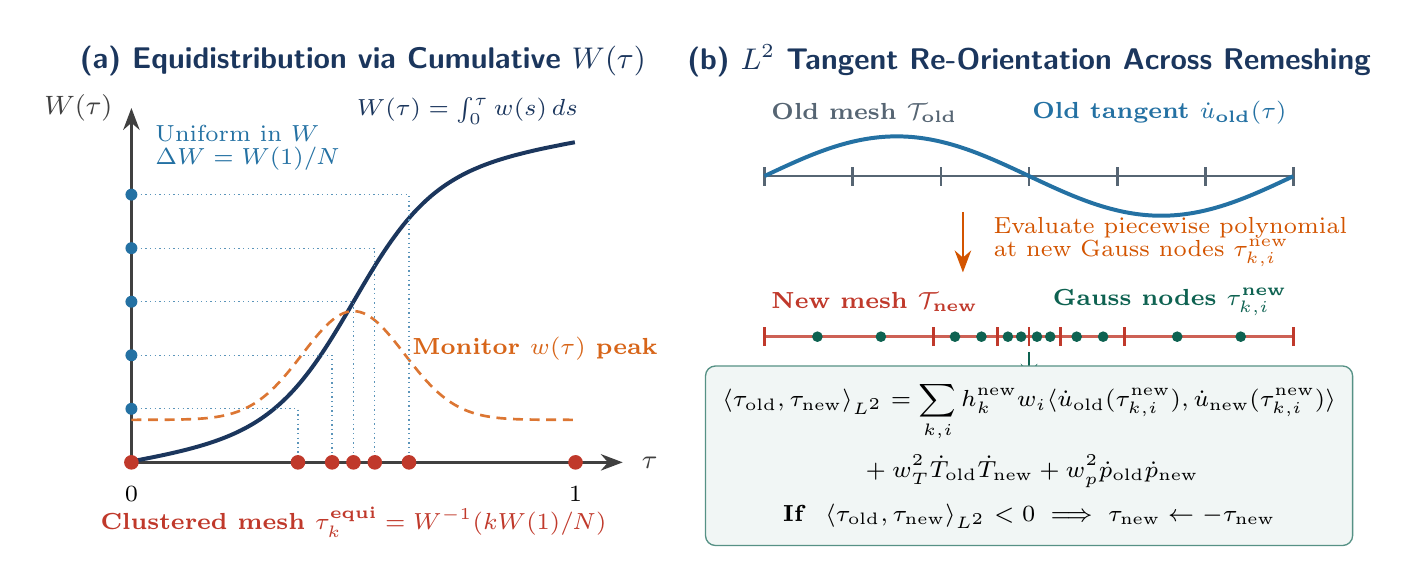 (a) Equidistribution via Cumulative W(τ)
W(τ)
W(τ) = ∫₀^τ w(s) ds
Uniform in W
ΔW = W(1)/N
Monitor w(τ) peak
τ
0
1
Clustered mesh τ_k^equi = W⁻¹(kW(1)/N)
(b) L² Tangent Re-Orientation Across Remeshing
Old mesh 𝒯_old
Old tangent u̇_old(τ)
Evaluate piecewise polynomial
at new Gauss nodes τ_{k,i}^new
New mesh 𝒯_new
Gauss nodes τ_{k,i}^new
⟨τ_old, τ_new⟩_{L²} = ∑_{k,i} h_k^new w_i⟨u̇_old(τ_{k,i}^new), u̇_new(τ_{k,i}^new)⟩
+ w_T² Ṫ_old Ṫ_new + w_p² ṗ_old ṗ_new
If ⟨τ_old, τ_new⟩_{L²} < 0 ⟹ τ_new ← −τ_new